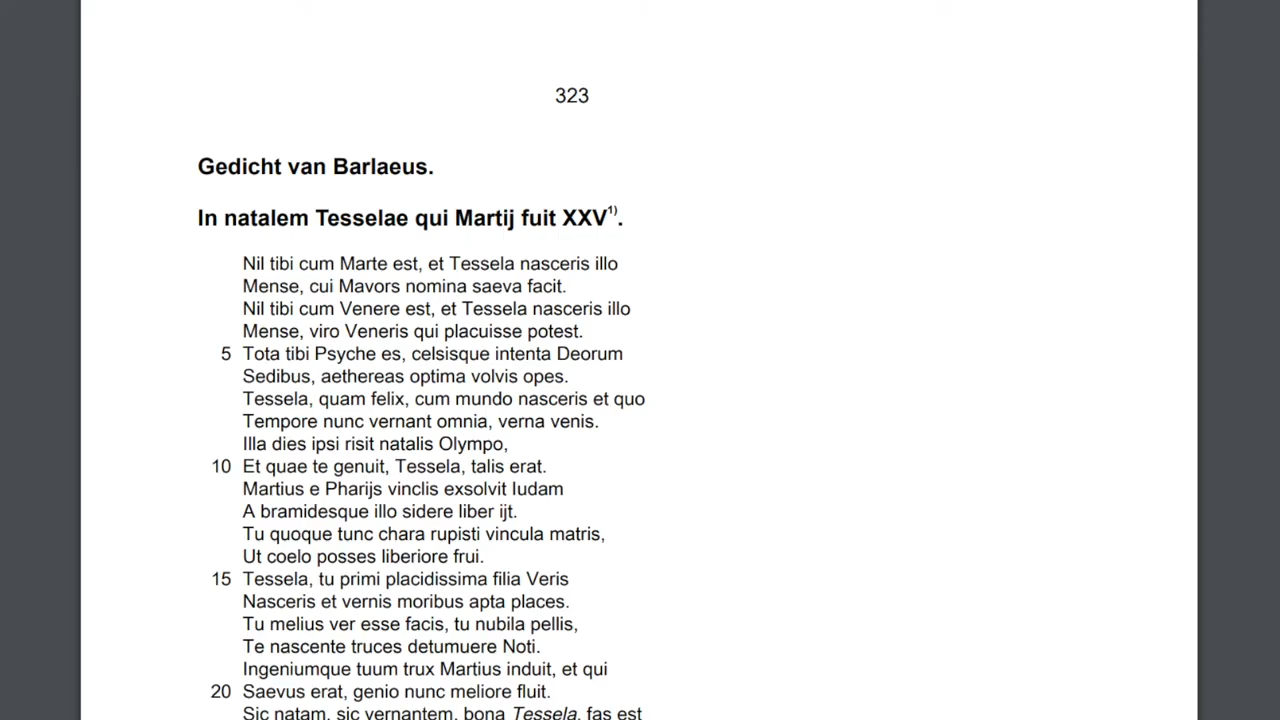 323
Gedicht van Barlaeus.
In natalem Tesselae qui Martij fuit XXV1).
Nil tibi cum Marte est, et Tessela nasceris illo
Mense, cui Mavors nomina saeva facit.
Nil tibi cum Venere est, et Tessela nasceris illo
Mense, viro Veneris qui placuisse potest.
5 Tota tibi Psyche es, celsisque intenta Deorum
Sedibus, aethereas optima volvis opes.
Tessela, quam felix, cum mundo nasceris et quo
Tempore nunc vernant omnia, verna venis.
Illa dies ipsi risit natalis Olympo,
10 Et quae te genuit, Tessela, talis erat.
Martius e Pharijs vinclis exsolvit Iudam
A bramidesque illo sidere liber ijt.
Tu quoque tunc chara rupisti vincula matris,
Ut coelo posses liberiore frui.
15 Tessela, tu primi placidissima filia Veris
Nasceris et vernis moribus apta places.
Tu melius ver esse facis, tu nubila pellis,
Te nascente truces detumuere Noti.
Ingeniumque tuum trux Martius induit, et qui
20 Saevus erat, genio nunc meliore fluit.
Sic natam, sic vernantem, bona Tessela, fas est